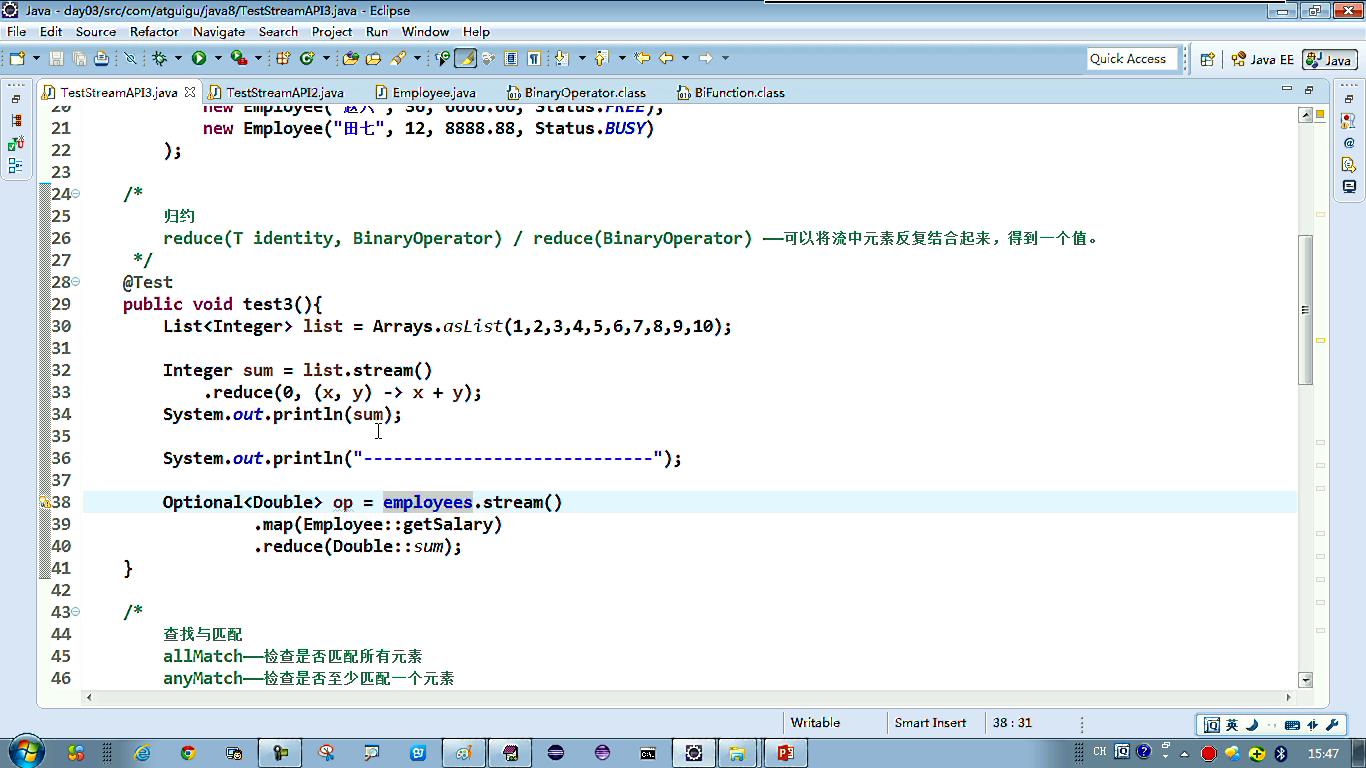 Java - day03/src/com/atguigu/java8/TestStreamAPI3.java - Eclipse
File Edit Source Refactor Navigate Search Project Run Window Help
Quick Access Java EE Java
TestStreamAPI3.java TestStreamAPI2.java Employee.java BinaryOperator.class BiFunction.class
20 new Employee("赵六", 36, 6666.66, Status.FREE),
21 new Employee("田七", 12, 8888.88, Status.BUSY)
22 );
23
24 /*
25 归约
26 reduce(T identity, BinaryOperator) / reduce(BinaryOperator) ——可以将流中元素反复结合起来，得到一个值。
27 */
28 @Test
29 public void test3(){
30 List<Integer> list = Arrays.asList(1,2,3,4,5,6,7,8,9,10);
31
32 Integer sum = list.stream()
33 .reduce(0, (x, y) -> x + y);
34 System.out.println(sum);
35
36 System.out.println("-----------------------------");
37
38 Optional<Double> op = employees.stream()
39 .map(Employee::getSalary)
40 .reduce(Double::sum);
41 }
42
43 /*
44 查找与匹配
45 allMatch——检查是否匹配所有元素
46 anyMatch——检查是否至少匹配一个元素
Writable Smart Insert 38 : 31
英
CH 15:47